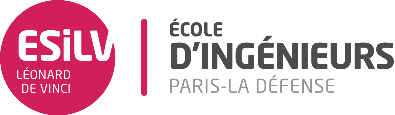 ESiLV
LÉONARD
DE VINCI
ÉCOLE
D'INGÉNIEURS
PARIS-LA DÉFENSE